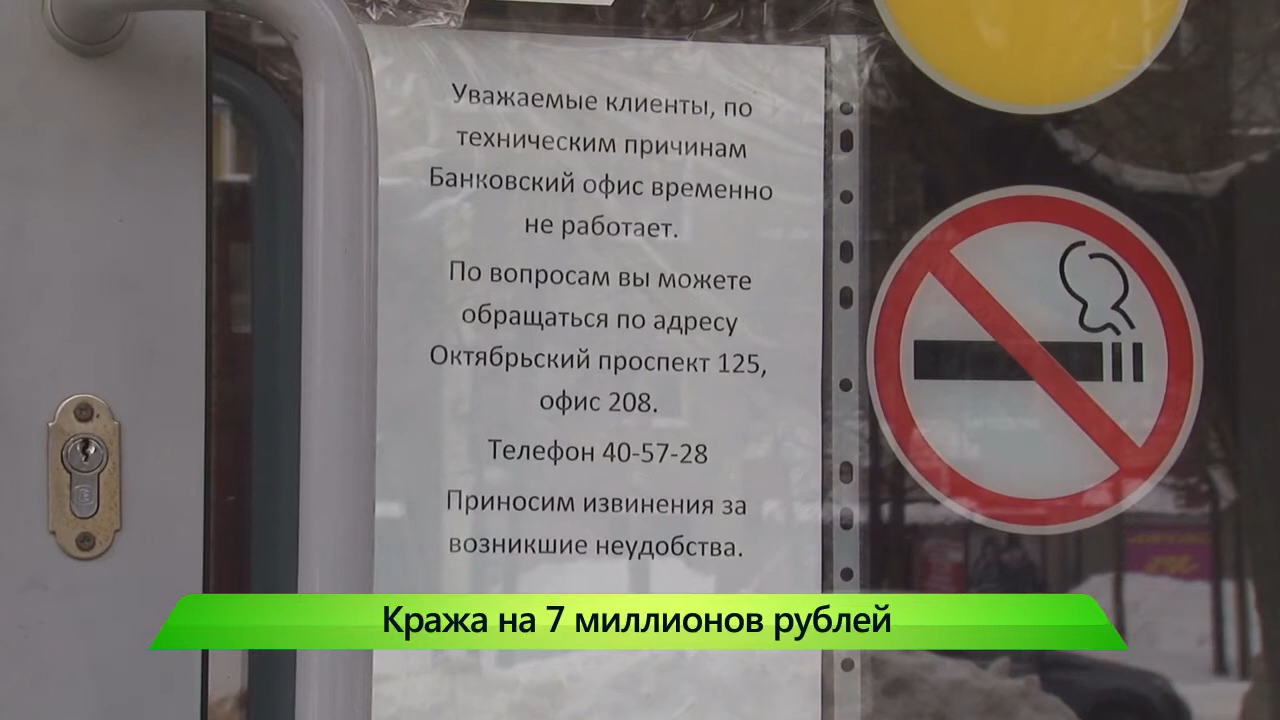 Уважаемые клиенты, по
техническим причинам
Банковский офис временно
не работает.
По вопросам вы можете
обращаться по адресу
Октябрьский проспект 125,
офис 208.
Телефон 40-57-28
Приносим извинения за
возникшие неудобства.
Кража на 7 миллионов рублей